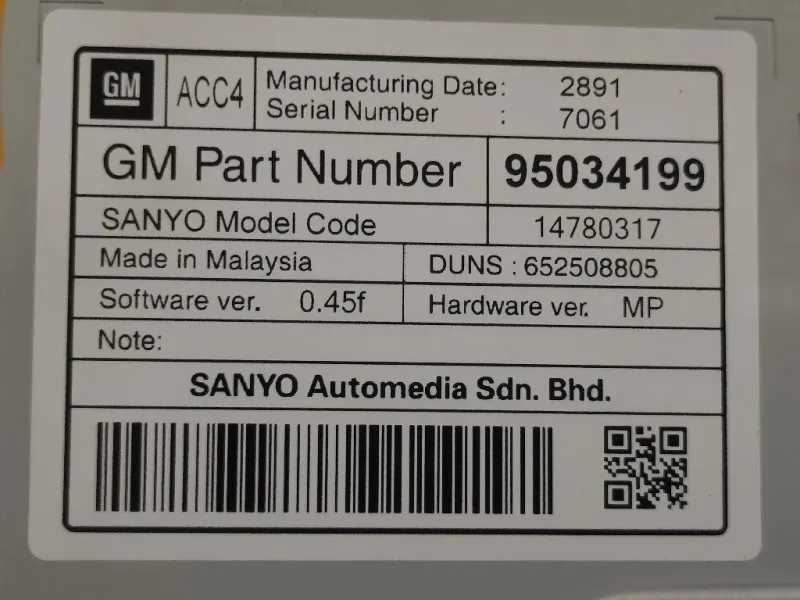 GM ACC4 Manufacturing Date: 2891
Serial Number : 7061
GM Part Number 95034199
SANYO Model Code 14780317
Made in Malaysia DUNS : 652508805
Software ver. 0.45f Hardware ver. MP
Note:
SANYO Automedia Sdn. Bhd.